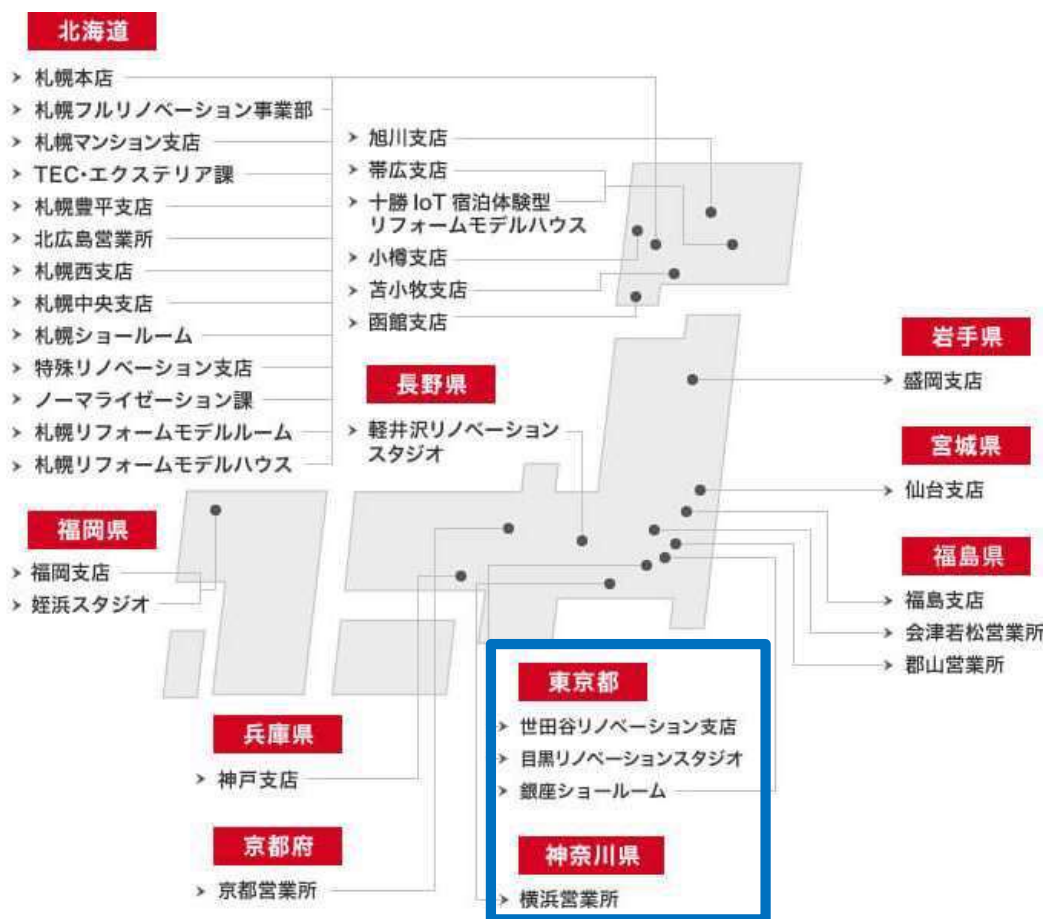 北海道
札幌本店
札幌フルリノベーション事業部
札幌マンション支店
TEC・エクステリア課
札幌豊平支店
北広島営業所
札幌西支店
札幌中央支店
札幌ショールーム
特殊リノベーション支店
ノーマライゼーション課
札幌リフォームモデルルーム
札幌リフォームモデルハウス
旭川支店
帯広支店
十勝 IoT 宿泊体験型
リフォームモデルハウス
小樽支店
苫小牧支店
函館支店
岩手県
盛岡支店
長野県
軽井沢リノベーション
スタジオ
宮城県
仙台支店
福岡県
福岡支店
姪浜スタジオ
福島県
福島支店
会津若松営業所
郡山営業所
兵庫県
神戸支店
東京都
世田谷リノベーション支店
目黒リノベーションスタジオ
銀座ショールーム
京都府
京都営業所
神奈川県
横浜営業所